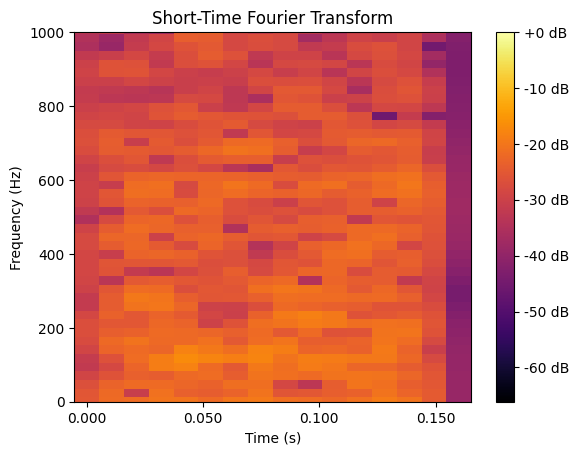 Short-Time Fourier Transform
Frequency (Hz)
1000
800
600
400
200
0
0.000
0.050
0.100
0.150
Time (s)
+0 dB
-10 dB
-20 dB
-30 dB
-40 dB
-50 dB
-60 dB